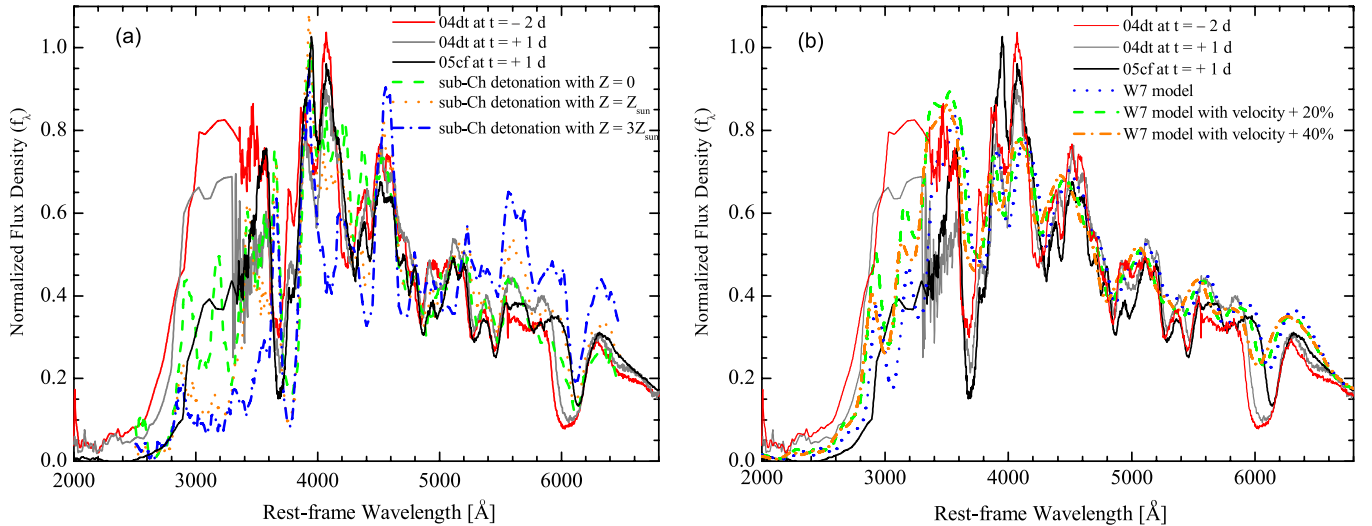 (a)
04dt at t = – 2 d
04dt at t = + 1 d
05cf at t = + 1 d
sub-Ch detonation with Z = 0
sub-Ch detonation with Z = Zsun
sub-Ch detonation with Z = 3Zsun
Normalized Flux Density (fλ)
1.0
0.8
0.6
0.4
0.2
0.0
2000 3000 4000 5000 6000
Rest-frame Wavelength [Å]
(b)
04dt at t = – 2 d
04dt at t = + 1 d
05cf at t = + 1 d
W7 model
W7 model with velocity + 20%
W7 model with velocity + 40%
Normalized Flux Density (fλ)
1.0
0.8
0.6
0.4
0.2
0.0
2000 3000 4000 5000 6000
Rest-frame Wavelength [Å]